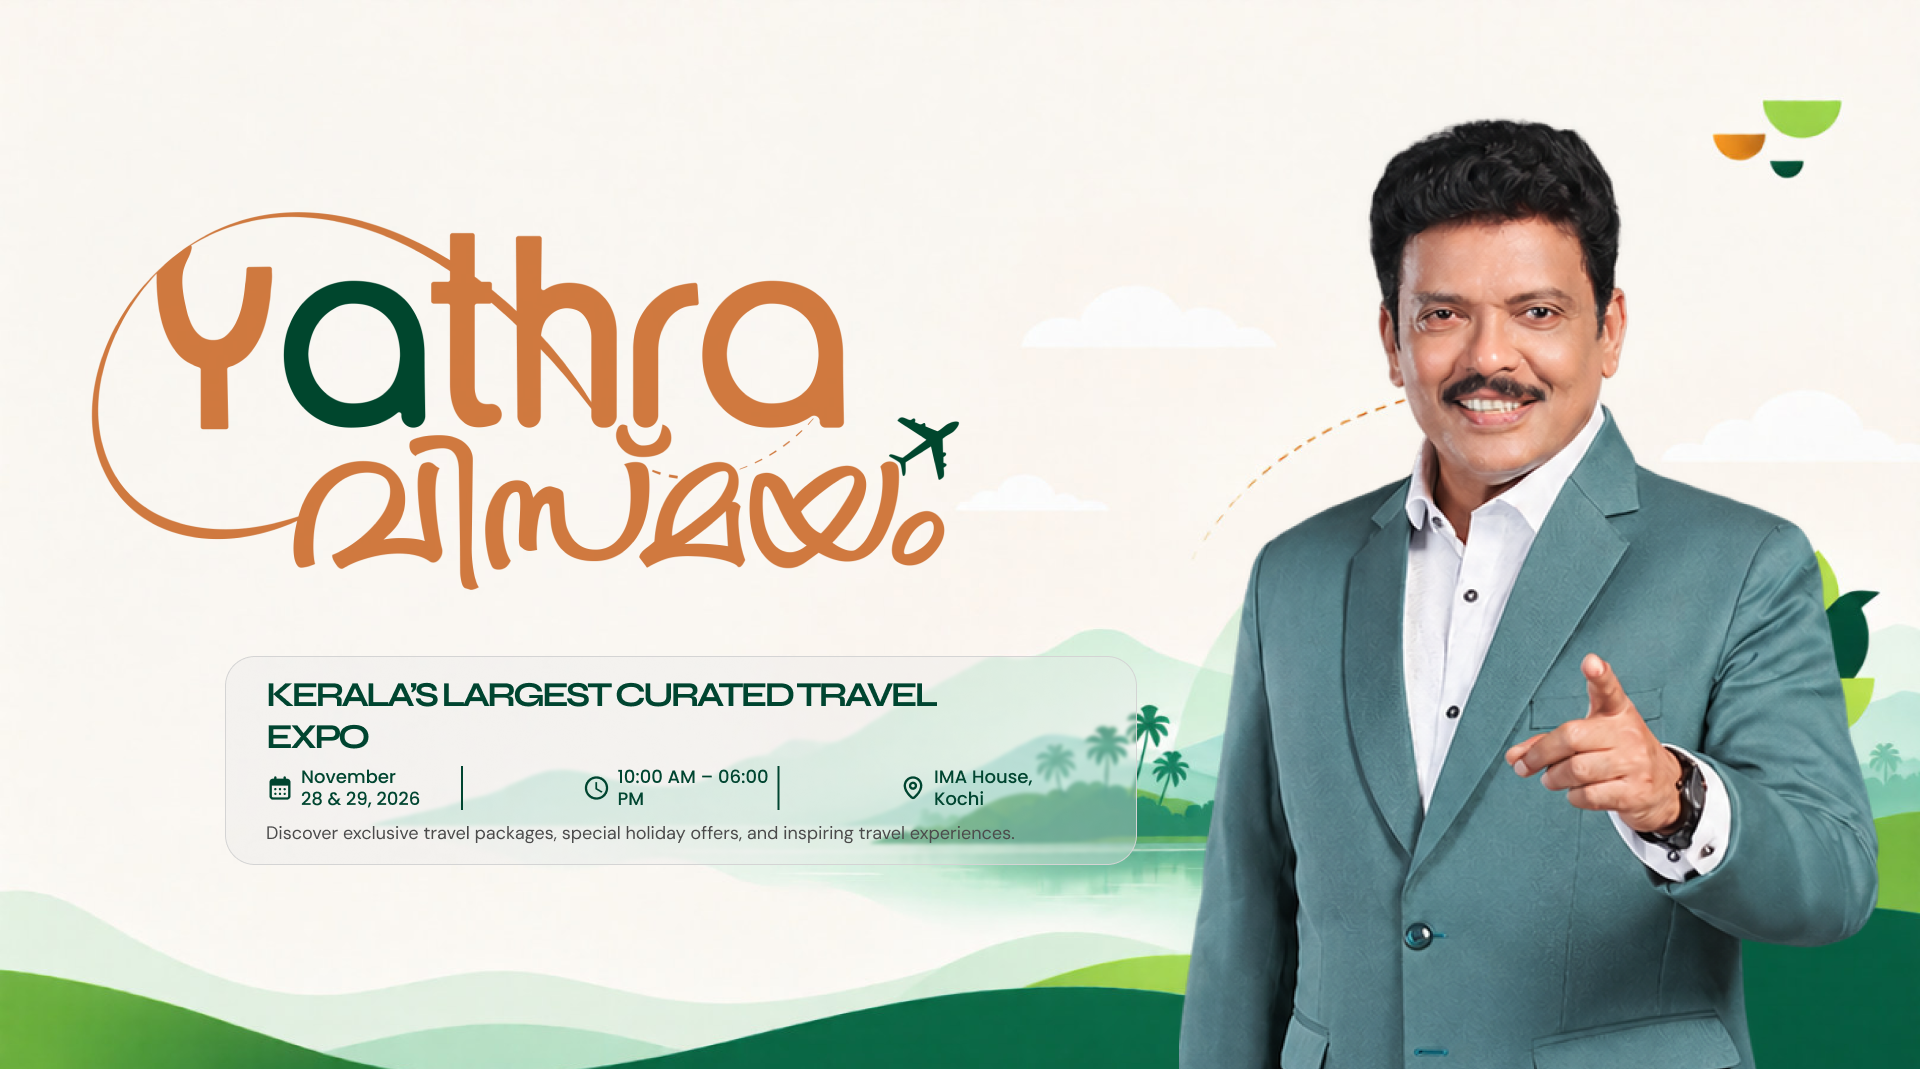 Yathra
വിസ്മയം
KERALA’S LARGEST CURATED TRAVEL
EXPO
November
28 & 29, 2026
10:00 AM – 06:00
PM
IMA House,
Kochi
Discover exclusive travel packages, special holiday offers, and inspiring travel experiences.